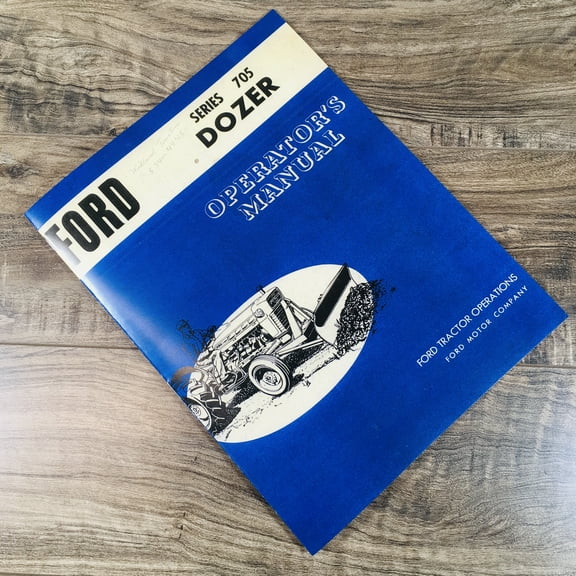 FORD
SERIES 705
DOZER
OPERATOR'S
MANUAL
FORD TRACTOR OPERATIONS
FORD MOTOR COMPANY